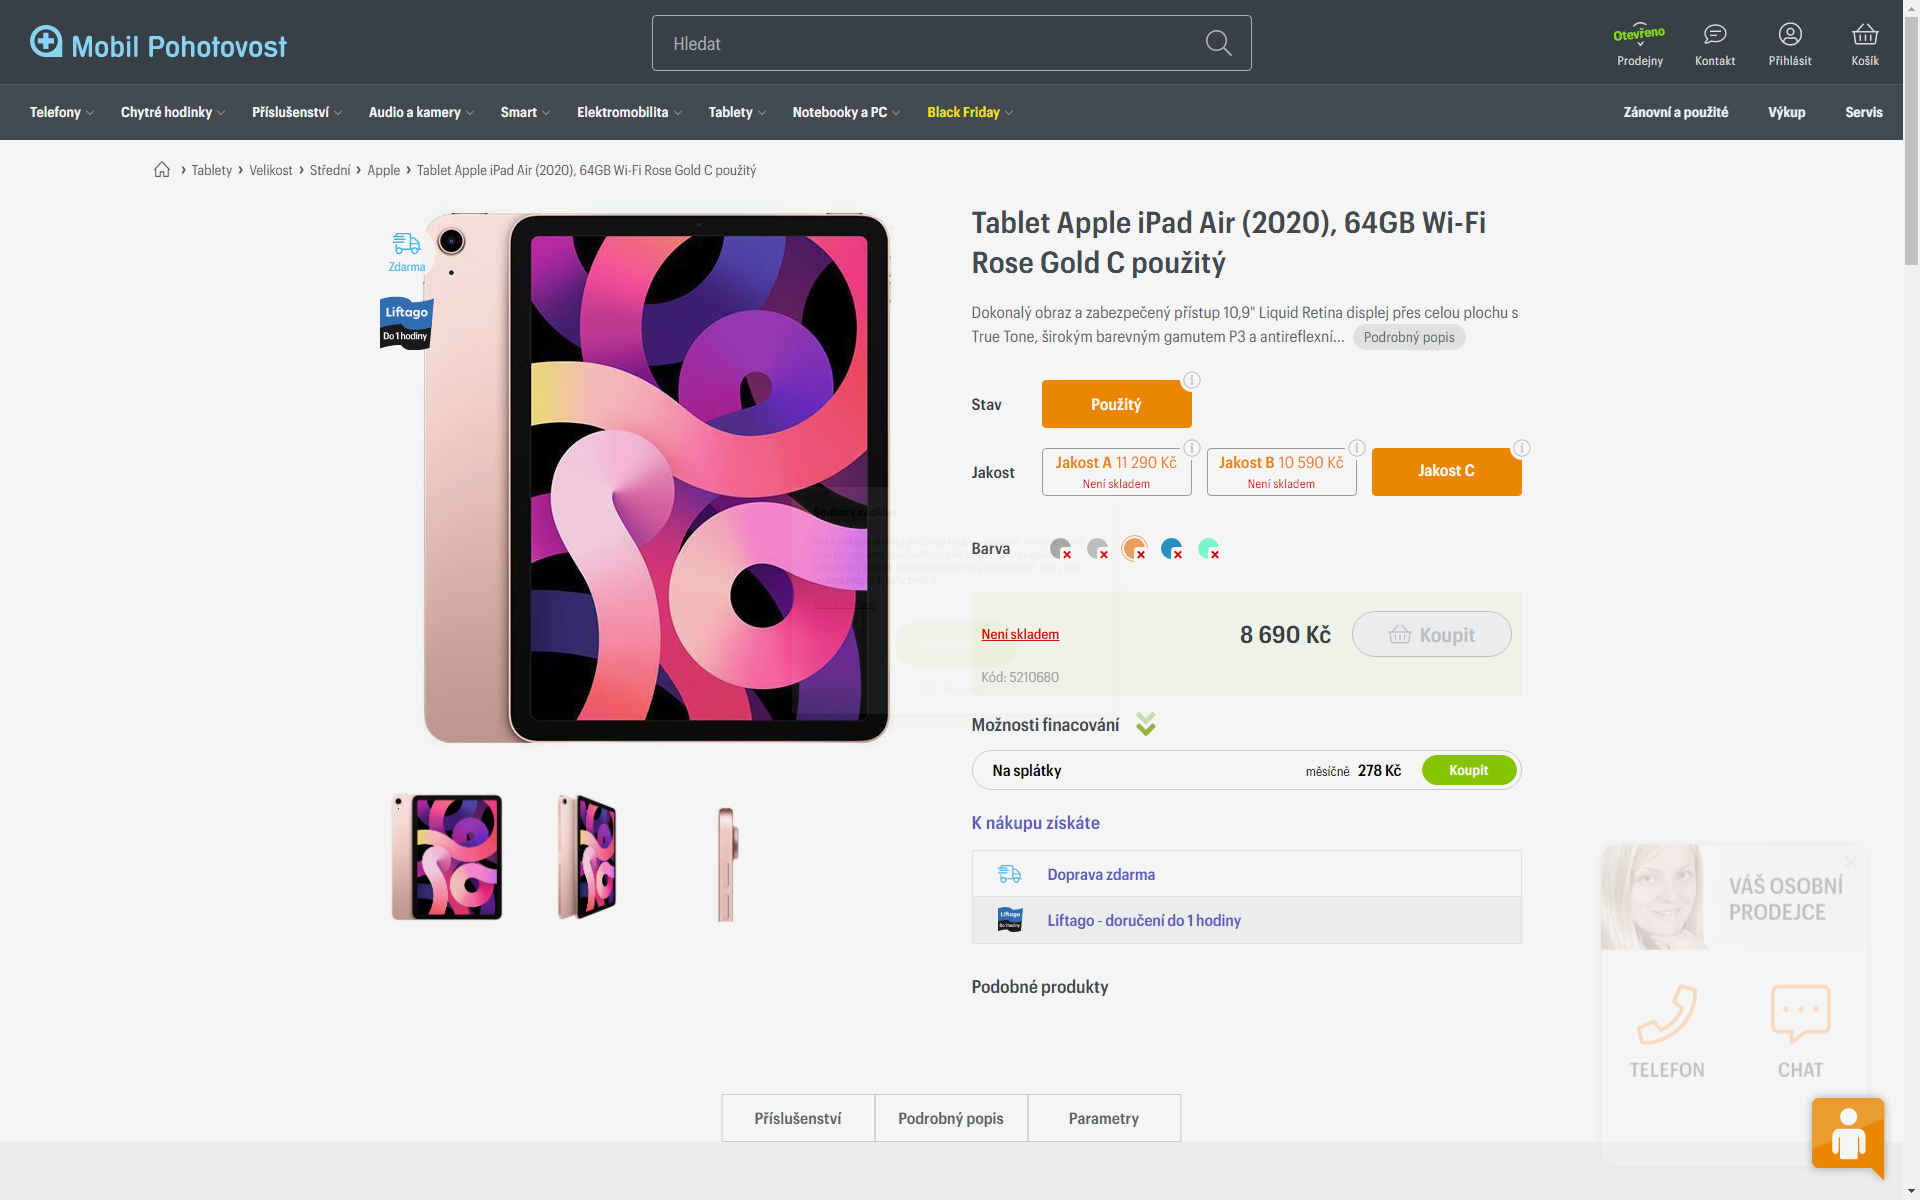 Mobil Pohotovost
Hledat
Otevřeno
Prodejny
Kontakt
Přihlásit
Košík
Telefony
Chytré hodinky
Příslušenství
Audio a kamery
Smart
Elektromobilita
Tablety
Notebooky a PC
Black Friday
Zánovní a použité
Výkup
Servis
› Tablety › Velikost › Střední › Apple › Tablet Apple iPad Air (2020), 64GB Wi-Fi Rose Gold C použitý
Zdarma
Liftago
Do 1 hodiny
Tablet Apple iPad Air (2020), 64GB Wi-Fi
Rose Gold C použitý
Dokonalý obraz a zabezpečený přístup 10,9" Liquid Retina displej přes celou plochu s
True Tone, širokým barevným gamutem P3 a antireflexní... Podrobný popis
Stav
Použitý
Jakost
Jakost A 11 290 Kč
Není skladem
Jakost B 10 590 Kč
Není skladem
Jakost C
Barva
Soubory cookies
Není skladem
8 690 Kč
Koupit
Kód: 5210680
Možnosti finacování
Na splátky
měsíčně 278 Kč
Koupit
K nákupu získáte
Doprava zdarma
Liftago
Do 1 hodiny
Liftago - doručení do 1 hodiny
Podobné produkty
VÁŠ OSOBNÍ
PRODEJCE
TELEFON
CHAT
Příslušenství
Podrobný popis
Parametry